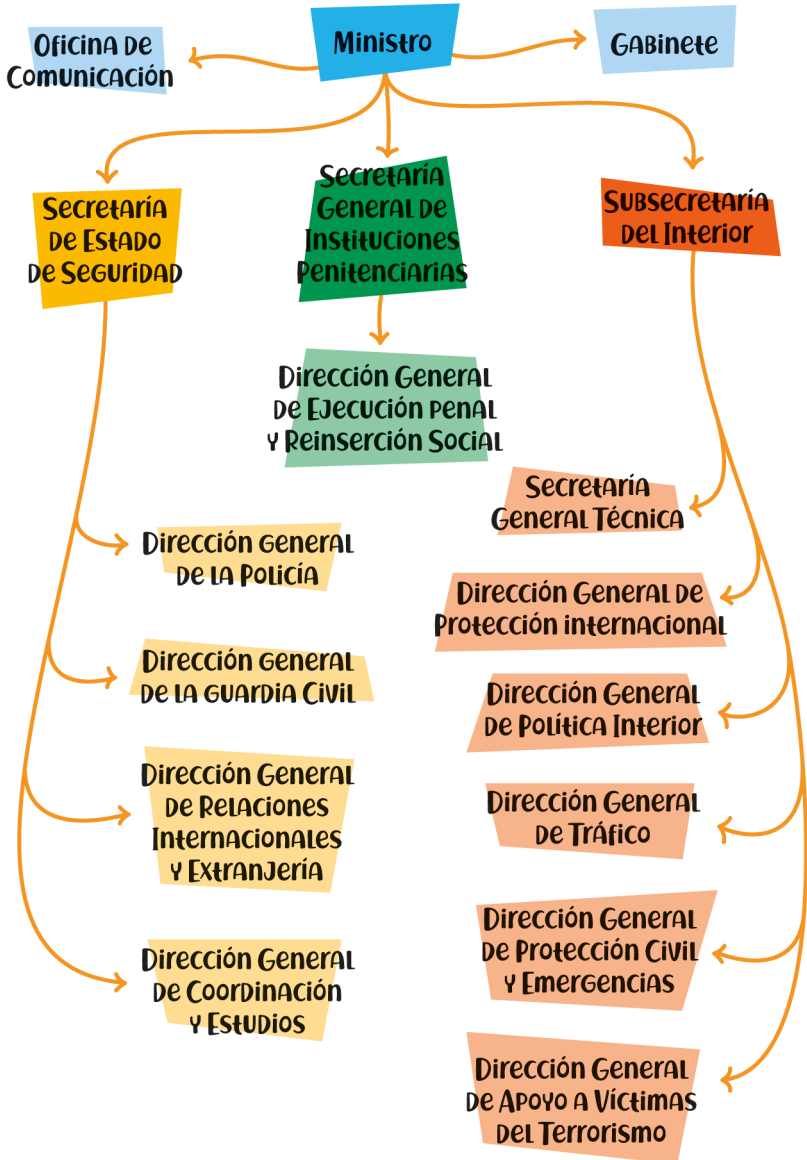 Oficina de
Comunicación
Ministro
Gabinete
Secretaría
de Estado
de Seguridad
Secretaría
General de
Instituciones
Penitenciarias
Subsecretaría
del Interior
Dirección General
de Ejecución penal
y Reinserción Social
Dirección General
de la Policía
Dirección General
de la guardia Civil
Dirección General
de Relaciones
Internacionales
y Extranjería
Dirección General
de Coordinación
y Estudios
Secretaría
General Técnica
Dirección General de
Protección internacional
Dirección General
de Política Interior
Dirección General
de Tráfico
Dirección General
de Protección Civil
y Emergencias
Dirección General
de Apoyo a Víctimas
del Terrorismo